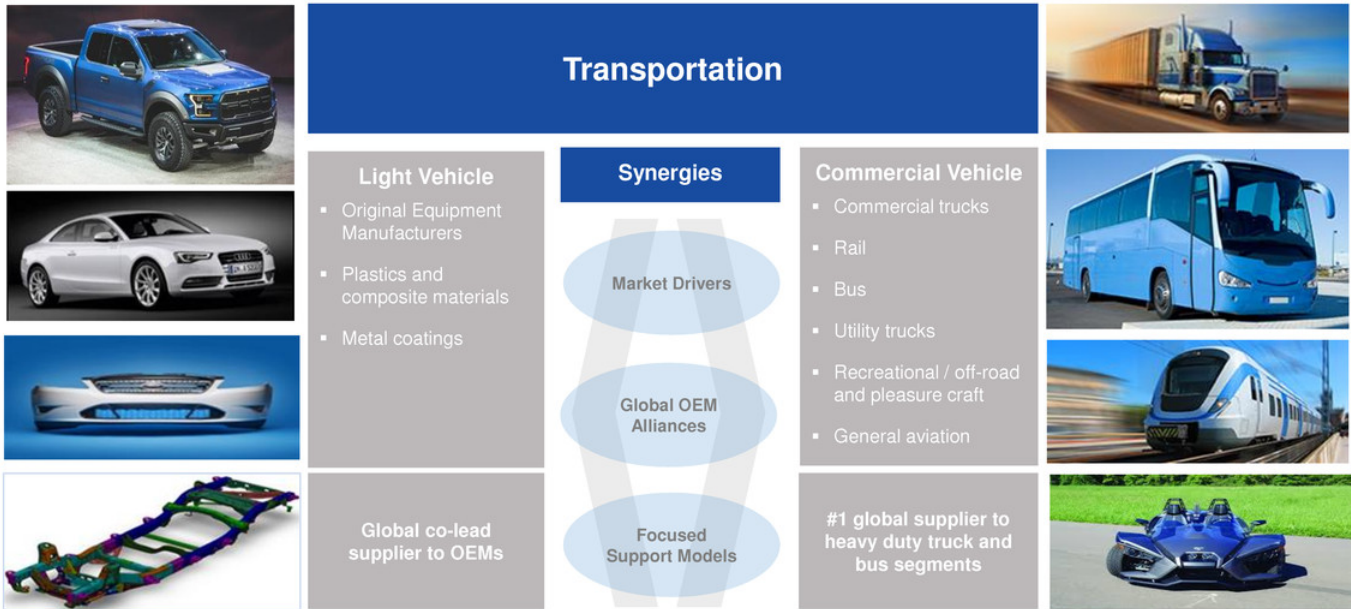 Transportation
Light Vehicle
▪ Original Equipment
Manufacturers
▪ Plastics and
composite materials
▪ Metal coatings
Global co-lead
supplier to OEMs
Synergies
Market Drivers
Global OEM
Alliances
Focused
Support Models
Commercial Vehicle
▪ Commercial trucks
▪ Rail
▪ Bus
▪ Utility trucks
▪ Recreational / off-road
and pleasure craft
▪ General aviation
#1 global supplier to
heavy duty truck and
bus segments